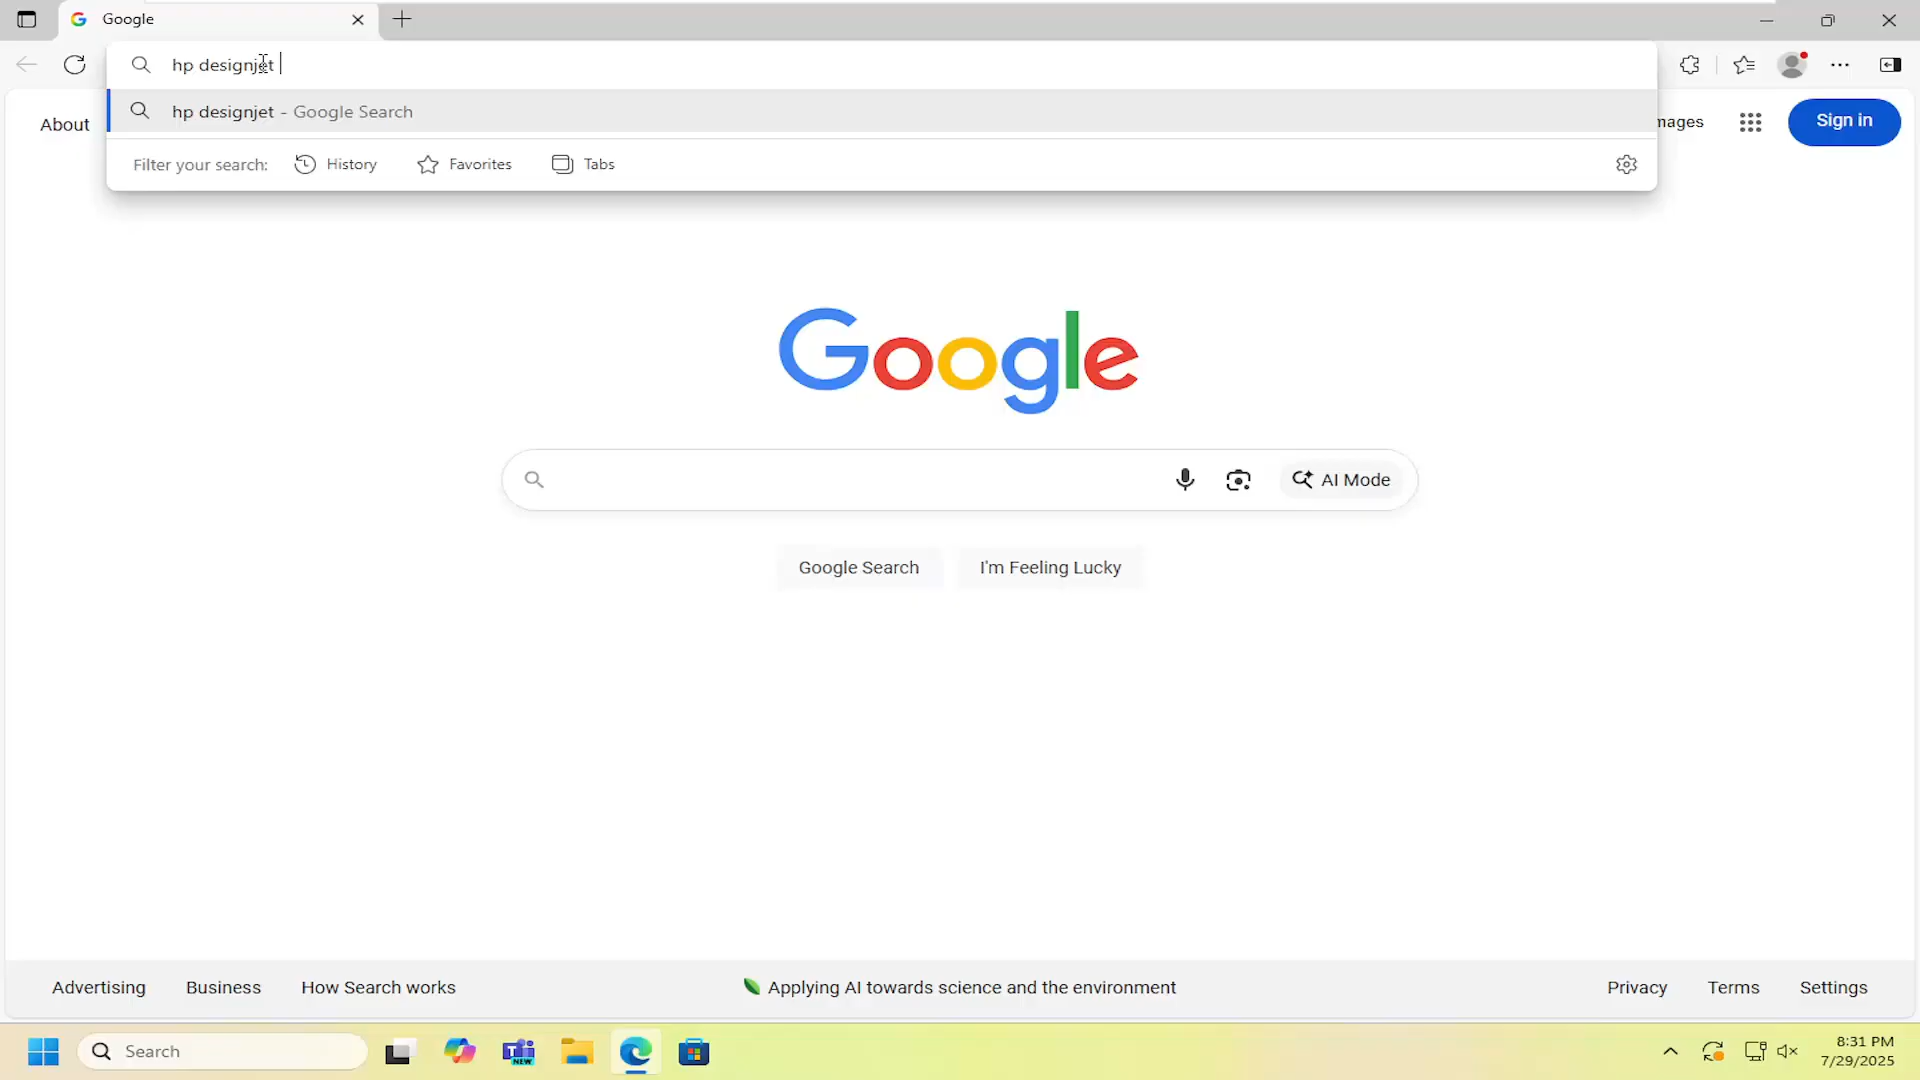 Google
hp designjet
hp designjet - Google Search
About
mages
Sign in
Filter your search:
History
Favorites
Tabs
Google
AI Mode
Google Search
I'm Feeling Lucky
Advertising
Business
How Search works
Applying AI towards science and the environment
Privacy
Terms
Settings
Search
NEW
8:31 PM
7/29/2025